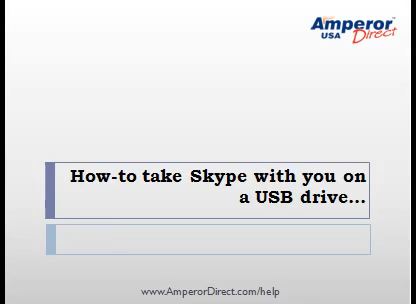 Amperor
USA Direct
How-to take Skype with you on
a USB drive...
www.AmperorDirect.com/help